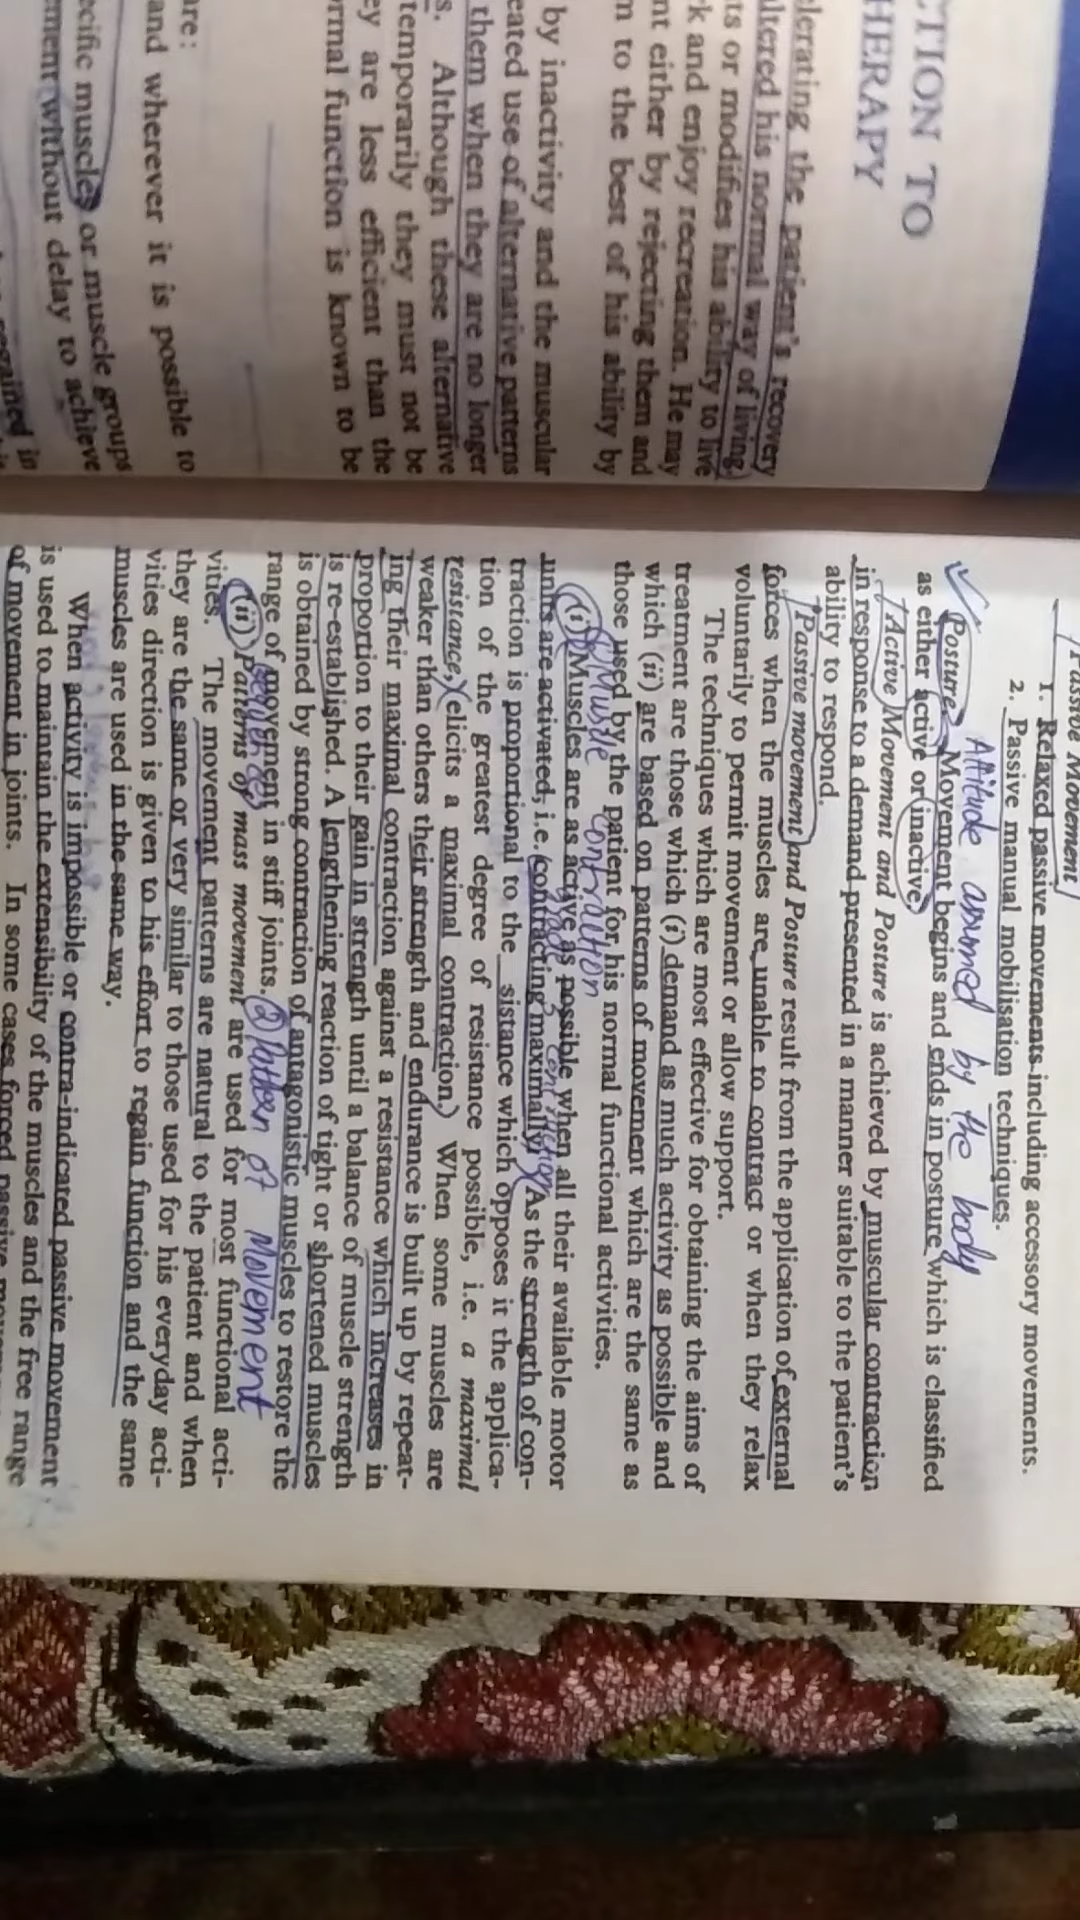 CTION TO
HERAPY
elerating the patient's recovery
altered his normal way of living
ts or modifies his ability to live
rk and enjoy recreation. He may
nt either by rejecting them and
m to the best of his ability by
by inactivity and the muscular
eated use of alternative patterns
them when they are no longer
s. Although these alternative
temporarily they must not be
ey are less efficient than the
rmal function is known to be
are:
and wherever it is possible to
ecific muscles or muscle groups
ement without delay to achieve
regained in
Passive Movement
1. Relaxed passive movements including accessory movements.
2. Passive manual mobilisation techniques.
Attitude assumed by the body
Posture. Movement begins and ends in posture which is classified
as either active or inactive.
Active Movement and Posture is achieved by muscular contraction
in response to a demand presented in a manner suitable to the patient's
ability to respond.
Passive movement and Posture result from the application of external
forces when the muscles are unable to contract or when they relax
voluntarily to permit movement or allow support.
The techniques which are most effective for obtaining the aims of
treatment are those which (i) demand as much activity as possible and
which (ii) are based on patterns of movement which are the same as
those used by the patient for his normal functional activities.
Muscle contraction
(i) Muscles are as active as possible when all their available motor
units are activated, i.e. contracting maximally. As the strength of con-
traction is proportional to the sistance which opposes it the applica-
tion of the greatest degree of resistance possible, i.e. a maximal
resistance, elicits a maximal contraction. When some muscles are
weaker than others their strength and endurance is built up by repeat-
ing their maximal contraction against a resistance which increases in
proportion to their gain in strength until a balance of muscle strength
is re-established. A lengthening reaction of tight or shortened muscles
is obtained by strong contraction of antagonistic muscles to restore the
range of movement in stiff joints. ② Pattern of Movement
(ii) Patterns of mass movement are used for most functional acti-
vities. The movement patterns are natural to the patient and when
they are the same or very similar to those used for his everyday acti-
vities direction is given to his effort to regain function and the same
muscles are used in the same way.
When activity is impossible or contra-indicated passive movement
is used to maintain the extensibility of the muscles and the free range
of movement in joints. In some cases forced passive